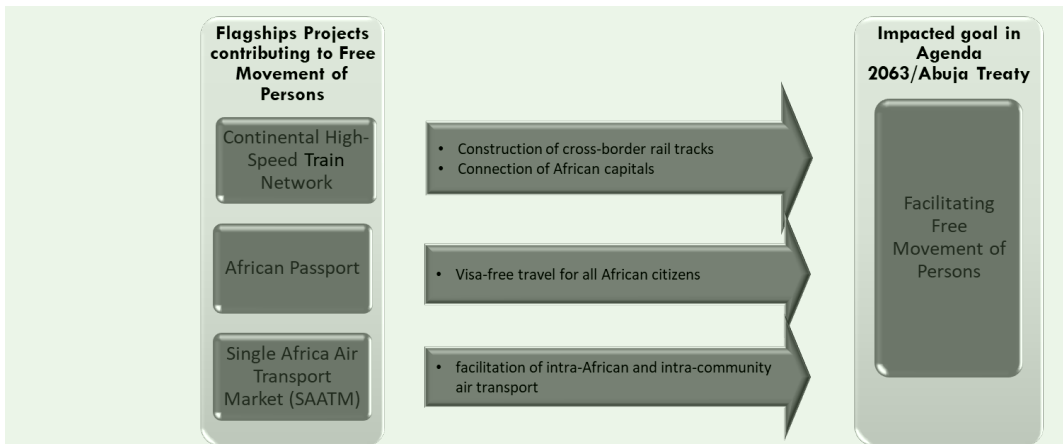 Flagships Projects
contributing to Free
Movement of
Persons
Continental High-
Speed Train
Network
African Passport
Single Africa Air
Transport
Market (SAATM)
• Construction of cross-border rail tracks
• Connection of African capitals
• Visa-free travel for all African citizens
• facilitation of intra-African and intra-community
air transport
Impacted goal in
Agenda
2063/Abuja Treaty
Facilitating
Free
Movement of
Persons